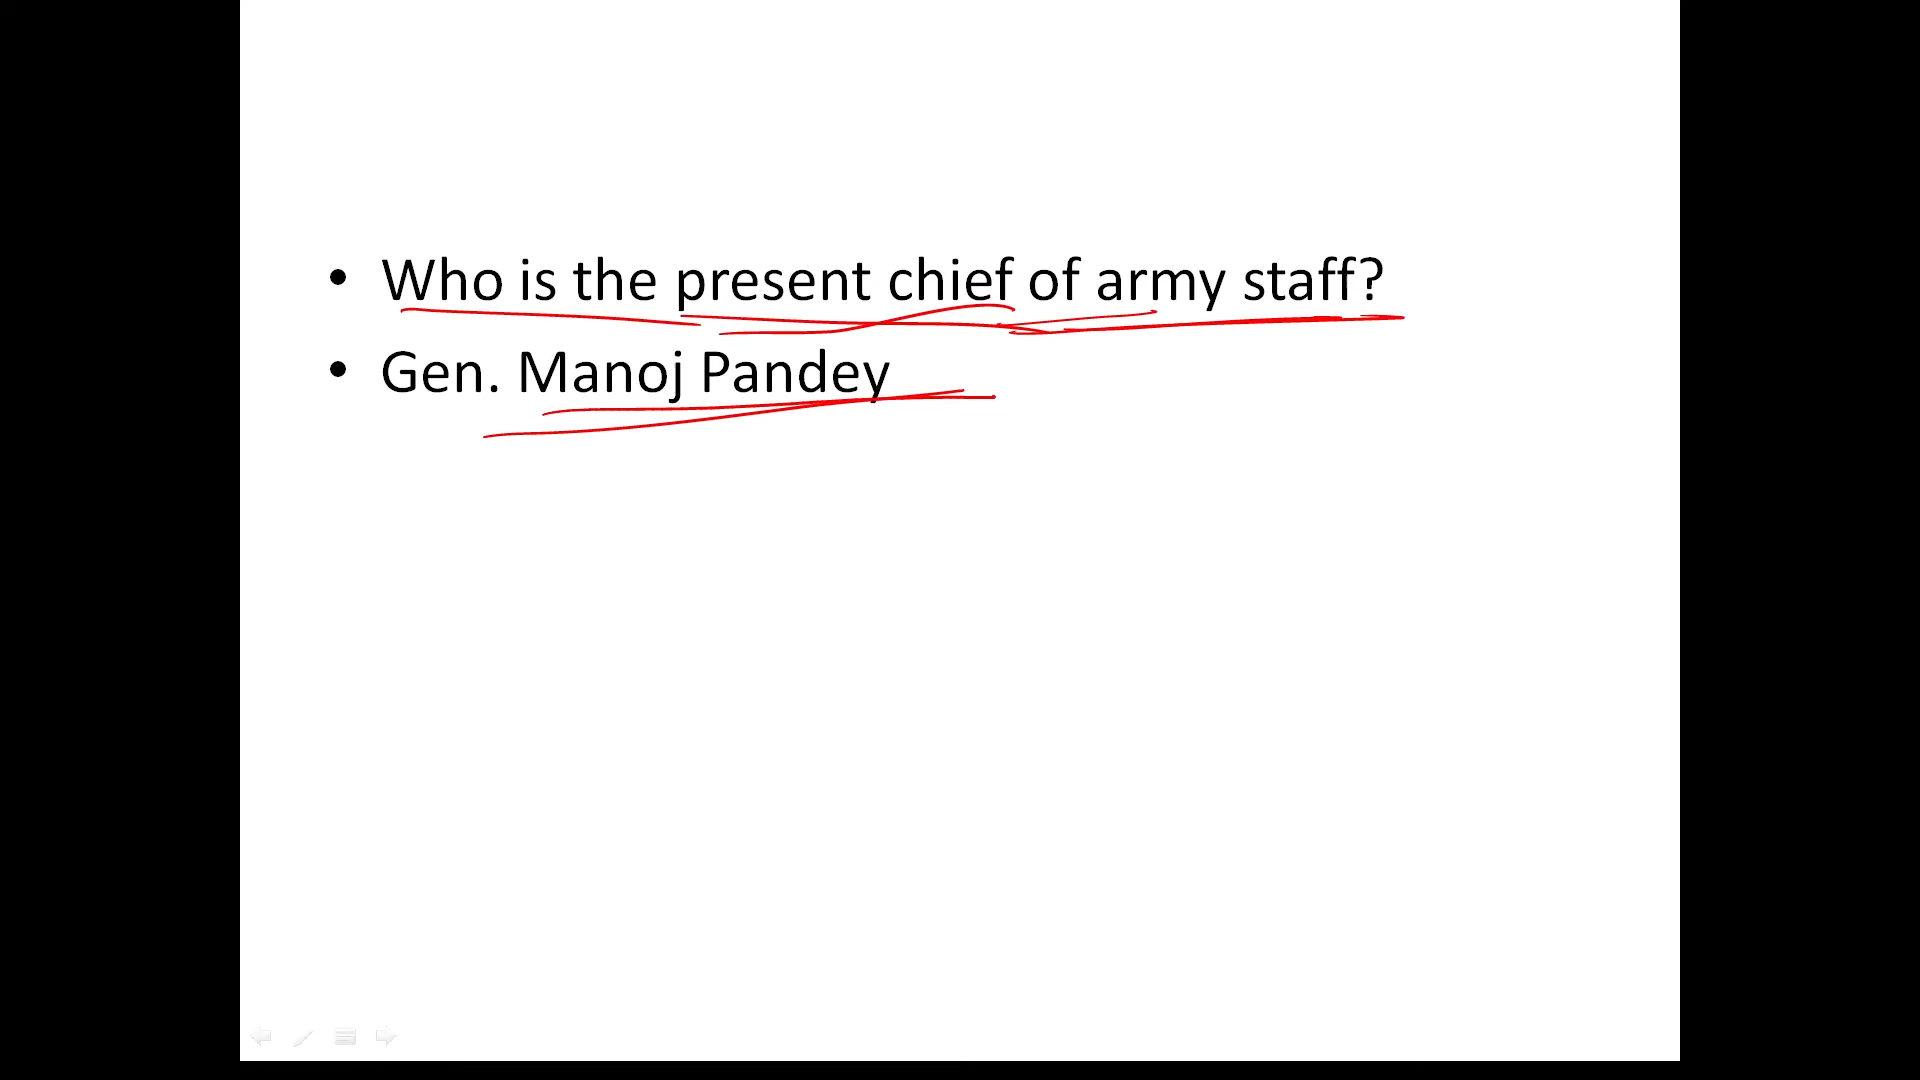 • Who is the present chief of army staff?
• Gen. Manoj Pandey